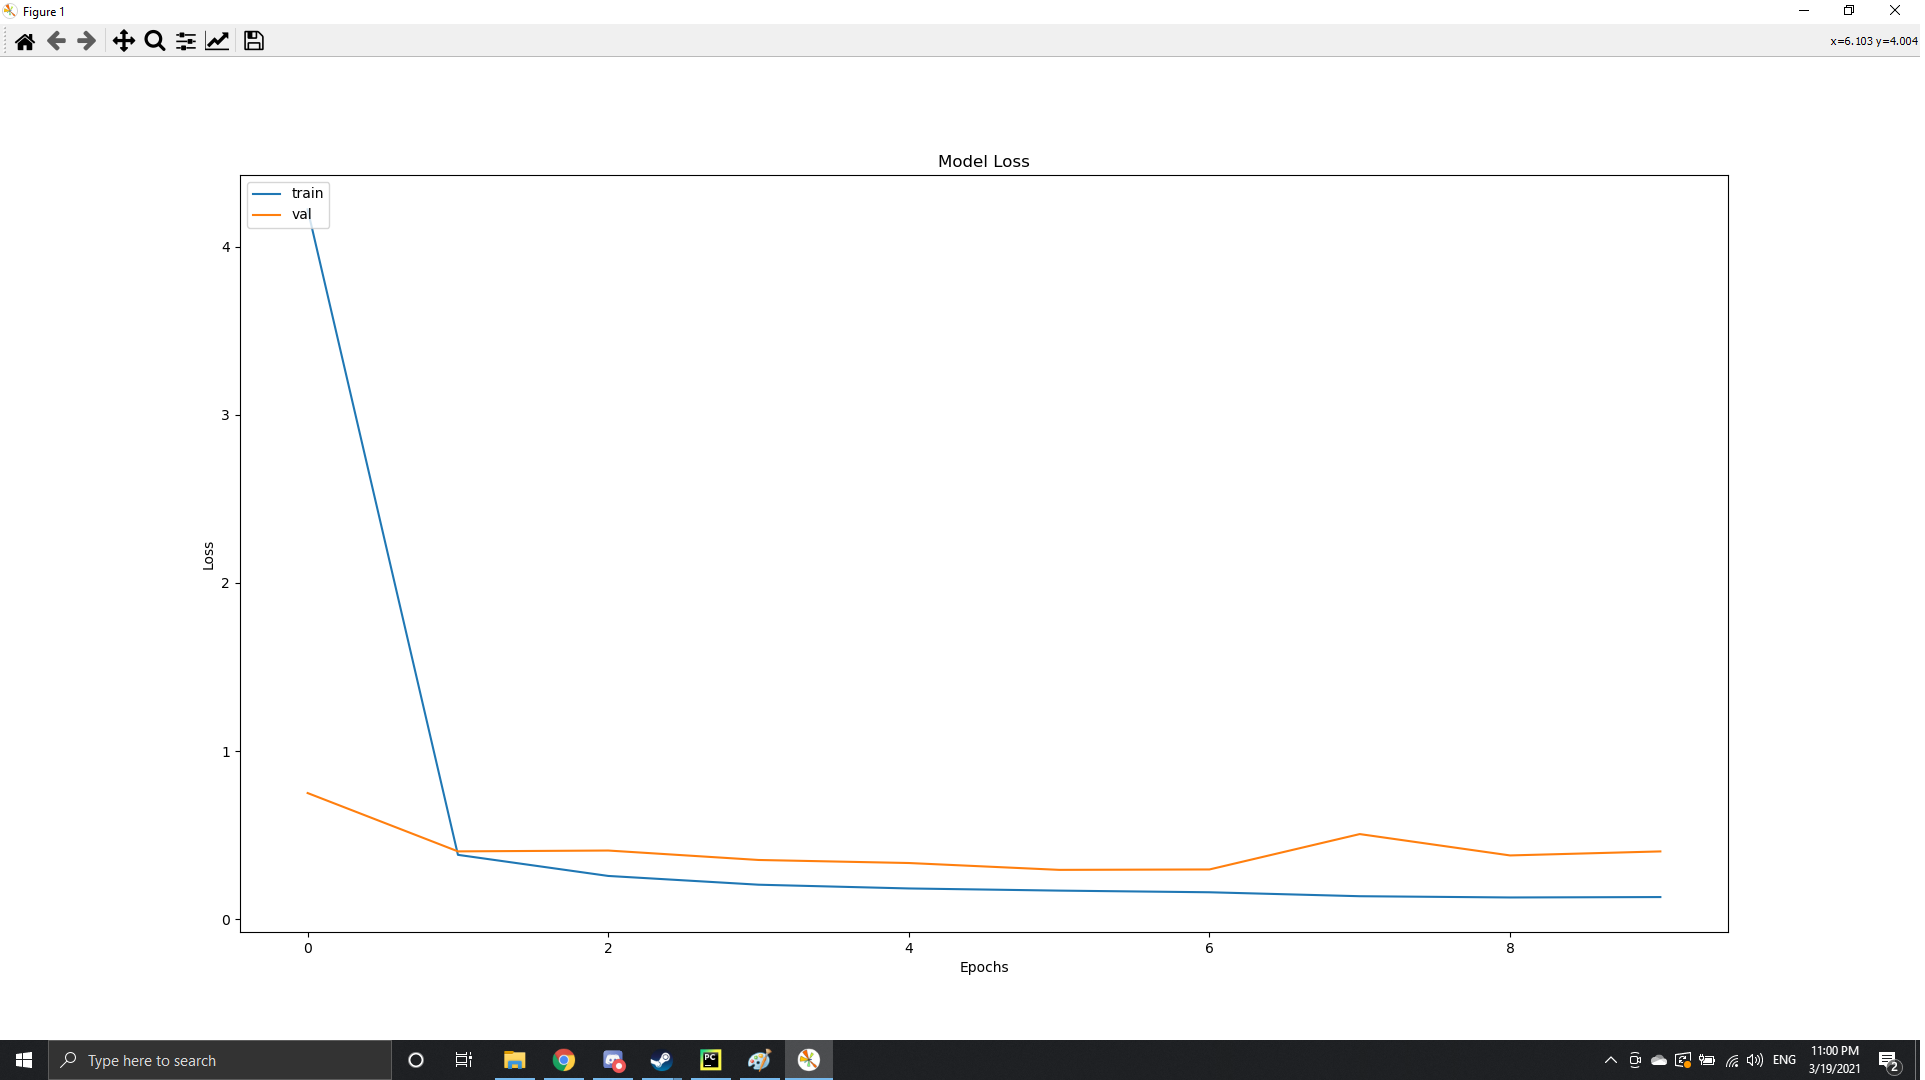 Figure 1
x=6.103 y=4.004
Model Loss
train
val
4
3
2
1
0
Loss
0 2 4 6 8
Epochs
Type here to search
PC
ENG
11:00 PM
3/19/2021
2